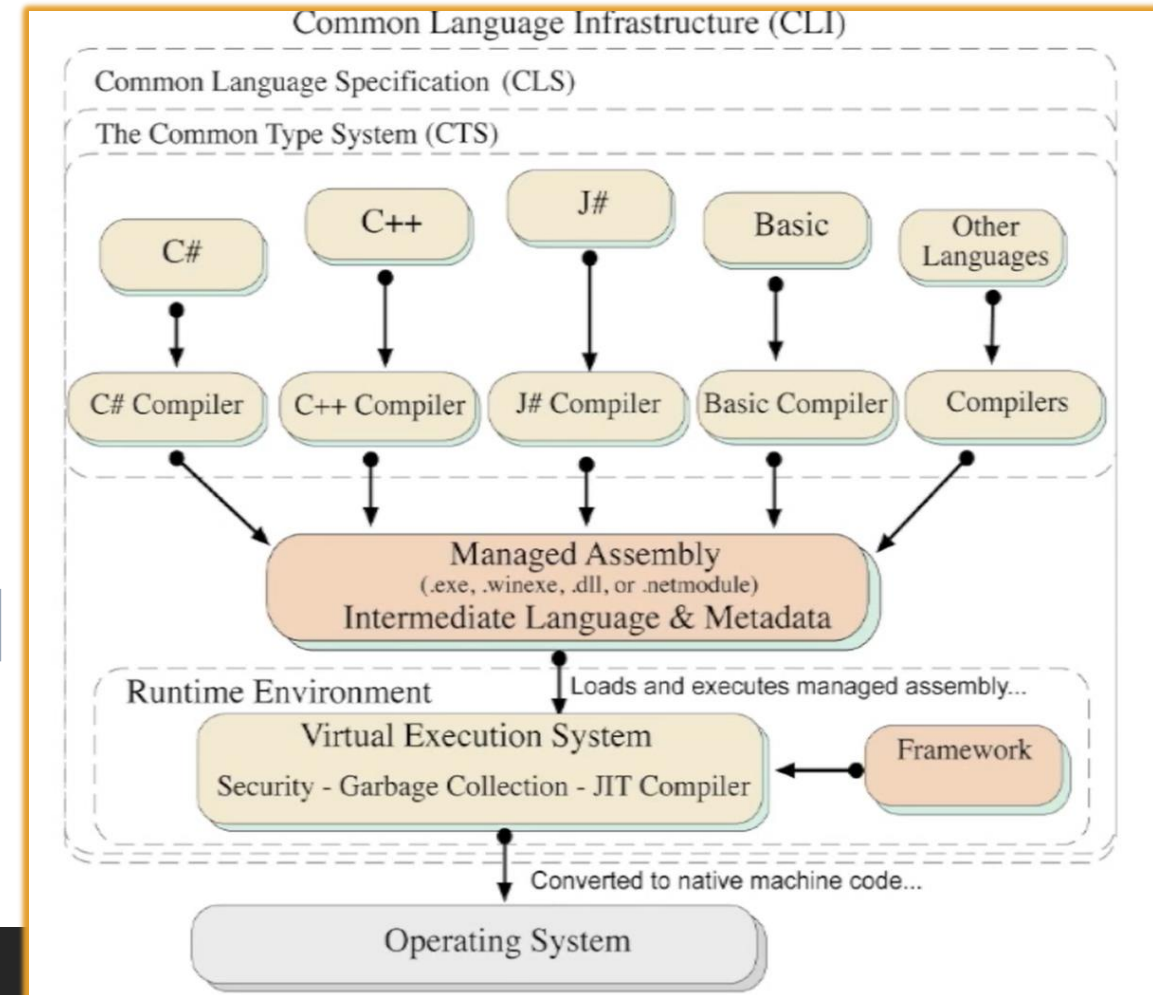 Common Language Infrastructure (CLI)
Common Language Specification (CLS)
The Common Type System (CTS)
C#
C++
J#
Basic
Other
Languages
C# Compiler
C++ Compiler
J# Compiler
Basic Compiler
Compilers
Managed Assembly
(.exe, .winexe, .dll, or .netmodule)
Intermediate Language & Metadata
Runtime Environment
Loads and executes managed assembly...
Virtual Execution System
Security - Garbage Collection - JIT Compiler
Framework
Converted to native machine code...
Operating System